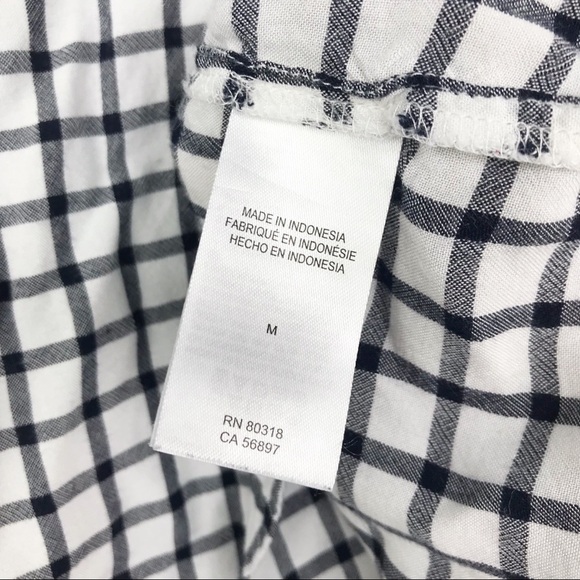 MADE IN INDONESIA
FABRIQUÉ EN INDONÉSIE
HECHO EN INDONESIA
M
RN 80318
CA 56897